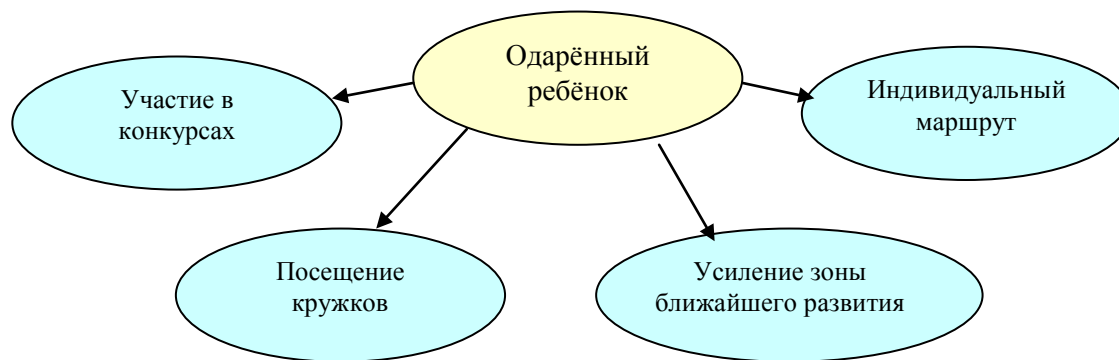 Одарённый
ребёнок
Участие в
конкурсах
Индивидуальный
маршрут
Посещение
кружков
Усиление зоны
ближайшего развития